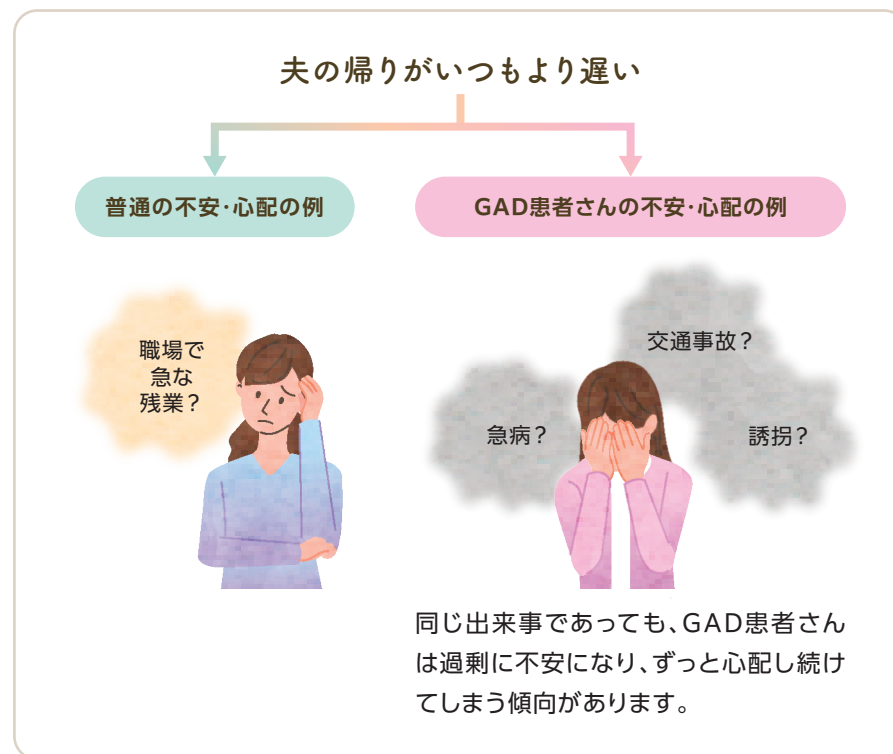 夫の帰りがいつもより遅い
普通の不安･心配の例
GAD患者さんの不安･心配の例
職場で
急な
残業？
交通事故？
急病？
誘拐？
同じ出来事であっても、GAD患者さん
は過剰に不安になり、ずっと心配し続け
てしまう傾向があります。